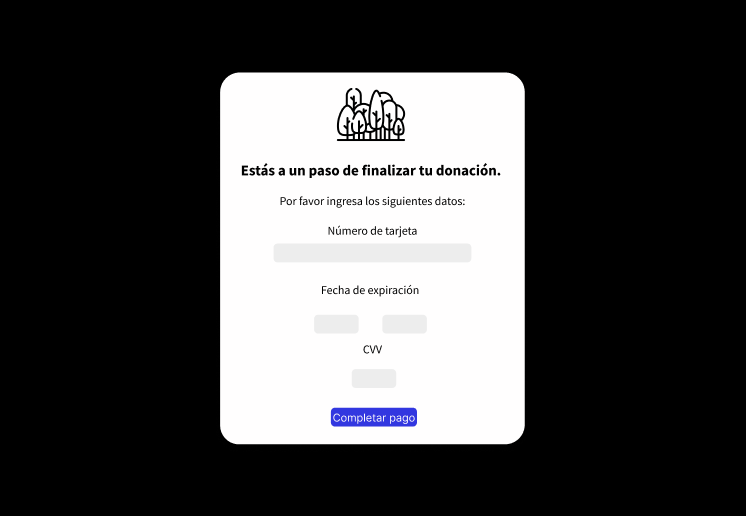 Estás a un paso de finalizar tu donación.
Por favor ingresa los siguientes datos:
Número de tarjeta
Fecha de expiración
CVV
Completar pago